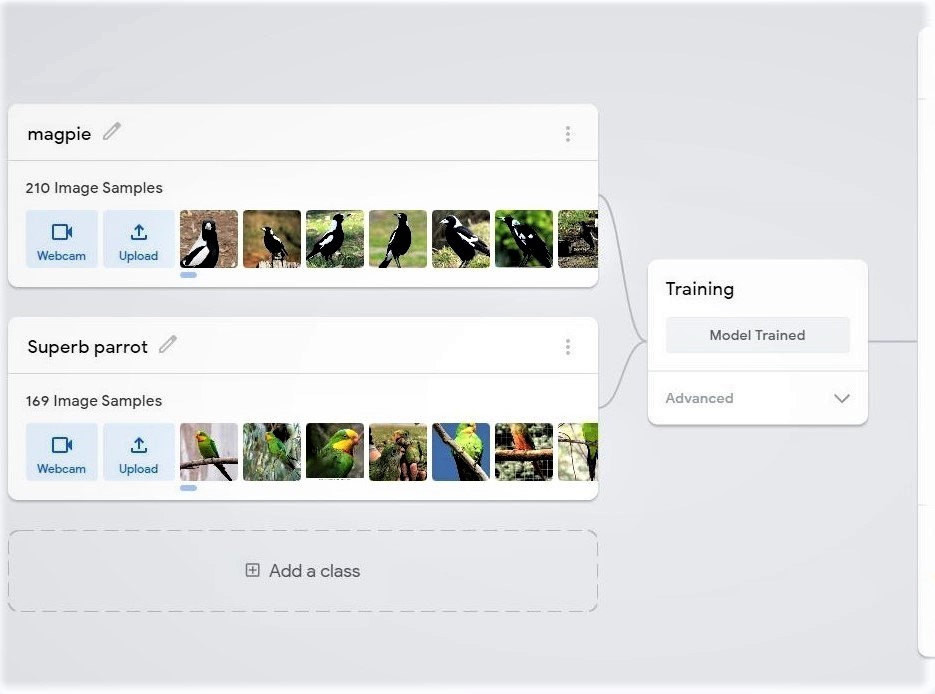 magpie
210 Image Samples
Webcam
Upload
Superb parrot
169 Image Samples
Webcam
Upload
Add a class
Training
Model Trained
Advanced